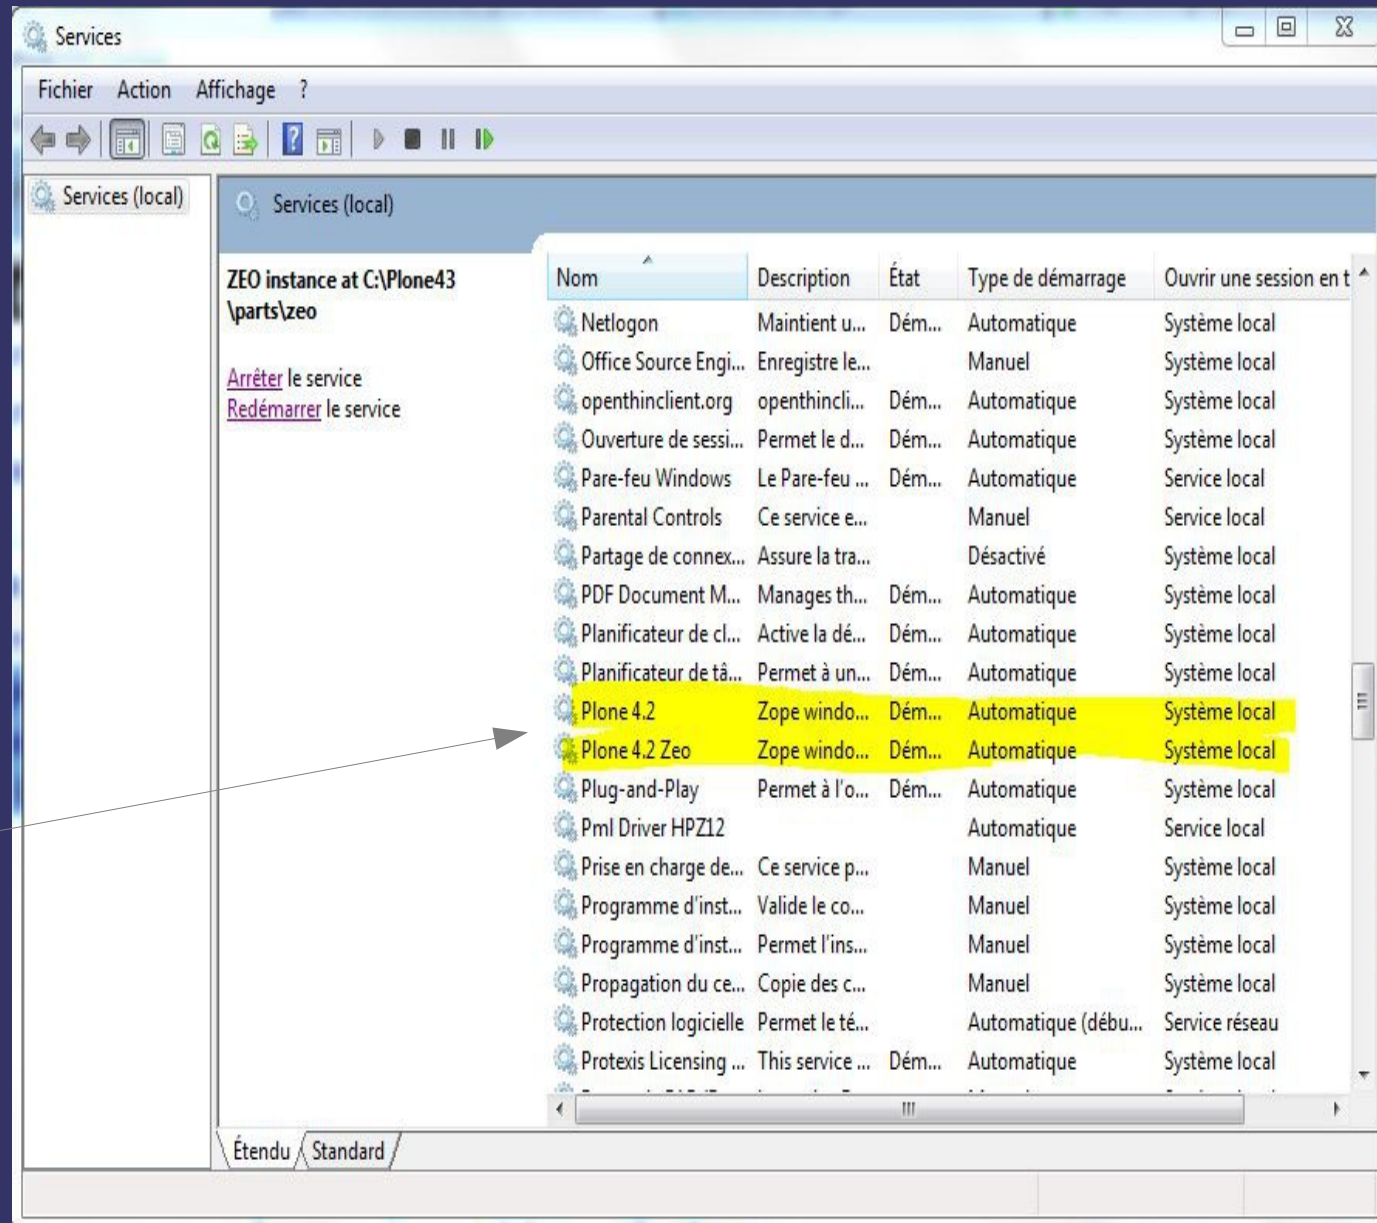 Services
Fichier Action Affichage ?
Services (local)
Services (local)
ZEO instance at C:\Plone43
\parts\zeo
Arrêter le service
Redémarrer le service
Nom Description État Type de démarrage Ouvrir une session en t
Netlogon Maintient u... Dém... Automatique Système local
Office Source Engi... Enregistre le... Manuel Système local
openthinclient.org openthincli... Dém... Automatique Système local
Ouverture de sessi... Permet le d... Dém... Automatique Système local
Pare-feu Windows Le Pare-feu ... Dém... Automatique Service local
Parental Controls Ce service e... Manuel Service local
Partage de connex... Assure la tra... Désactivé Système local
PDF Document M... Manages th... Dém... Automatique Système local
Planificateur de cl... Active la dé... Dém... Automatique Système local
Planificateur de tâ... Permet à un... Dém... Automatique Système local
Plone 4.2 Zope windo... Dém... Automatique Système local
Plone 4.2 Zeo Zope windo... Dém... Automatique Système local
Plug-and-Play Permet à l'o... Dém... Automatique Système local
Pml Driver HPZ12 Automatique Service local
Prise en charge de... Ce service p... Manuel Système local
Programme d'inst... Valide le co... Manuel Système local
Programme d'inst... Permet l'ins... Manuel Système local
Propagation du ce... Copie des c... Manuel Système local
Protection logicielle Permet le té... Automatique (débu... Service réseau
Protexis Licensing ... This service ... Dém... Automatique Système local
Étendu Standard